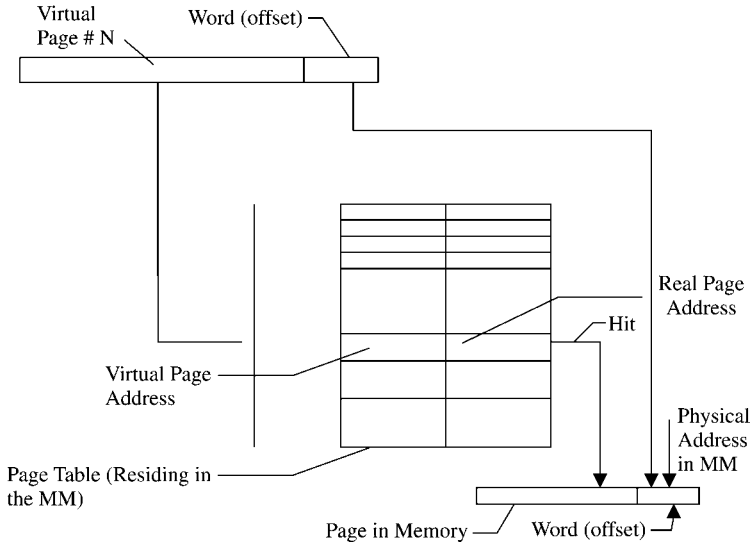 Virtual
Page # N
Word (offset)
Real Page
Address
Hit
Virtual Page
Address
Physical
Address
in MM
Page Table (Residing in
the MM)
Page in Memory
Word (offset)